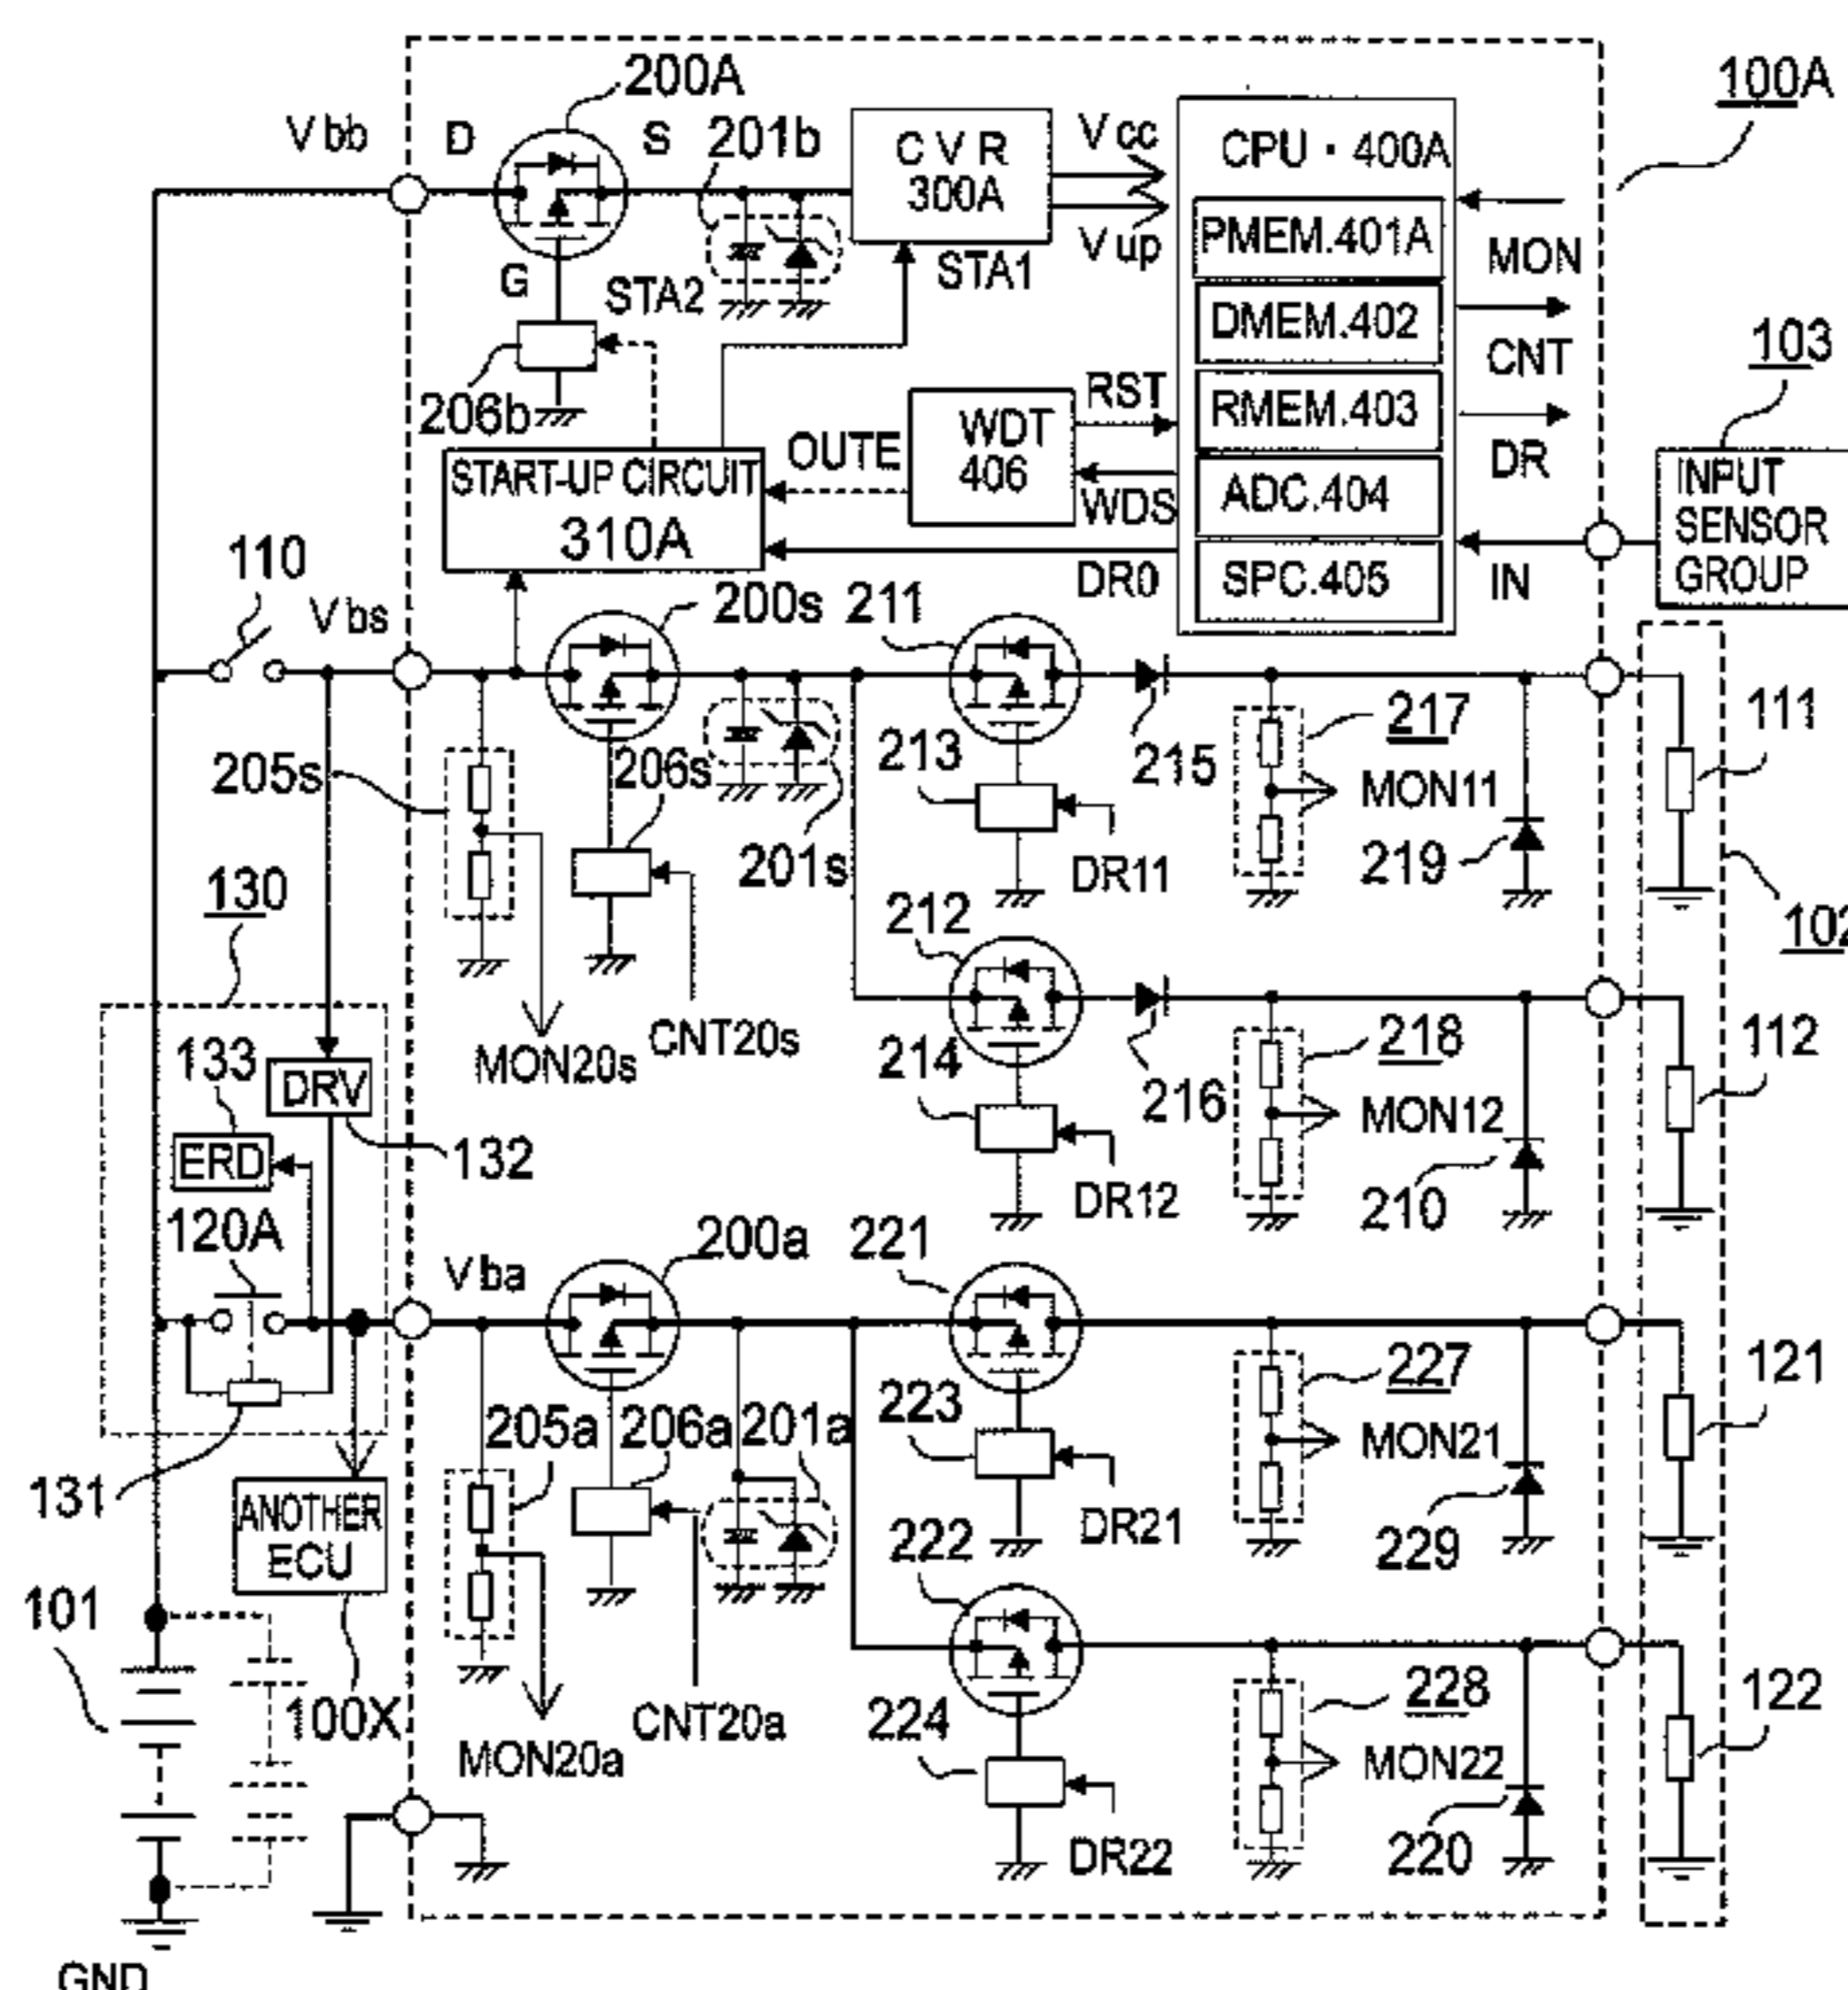 200A
100A
Vbb
D
S
201b
CVR
300A
Vcc
Vup
CPU・400A
PMEM.401A
DMEM.402
RMEM.403
ADC.404
SPC.405
MON
CNT
DR
IN
103
INPUT
SENSOR
GROUP
G
STA2
STA1
206b
START-UP CIRCUIT
310A
OUTE
WDT
406
RST
WDS
DR0
110
Vbs
200s
211
205s
206s
201s
213
DR11
215
217
MON11
219
111
102
130
MON20s
CNT20s
212
214
DR12
216
218
MON12
210
112
133
DRV
ERD
132
120A
Vba
200a
221
131
205a
206a
201a
223
DR21
227
MON21
229
121
ANOTHER
ECU
100X
101
MON20a
CNT20a
222
224
DR22
228
MON22
220
122
GND